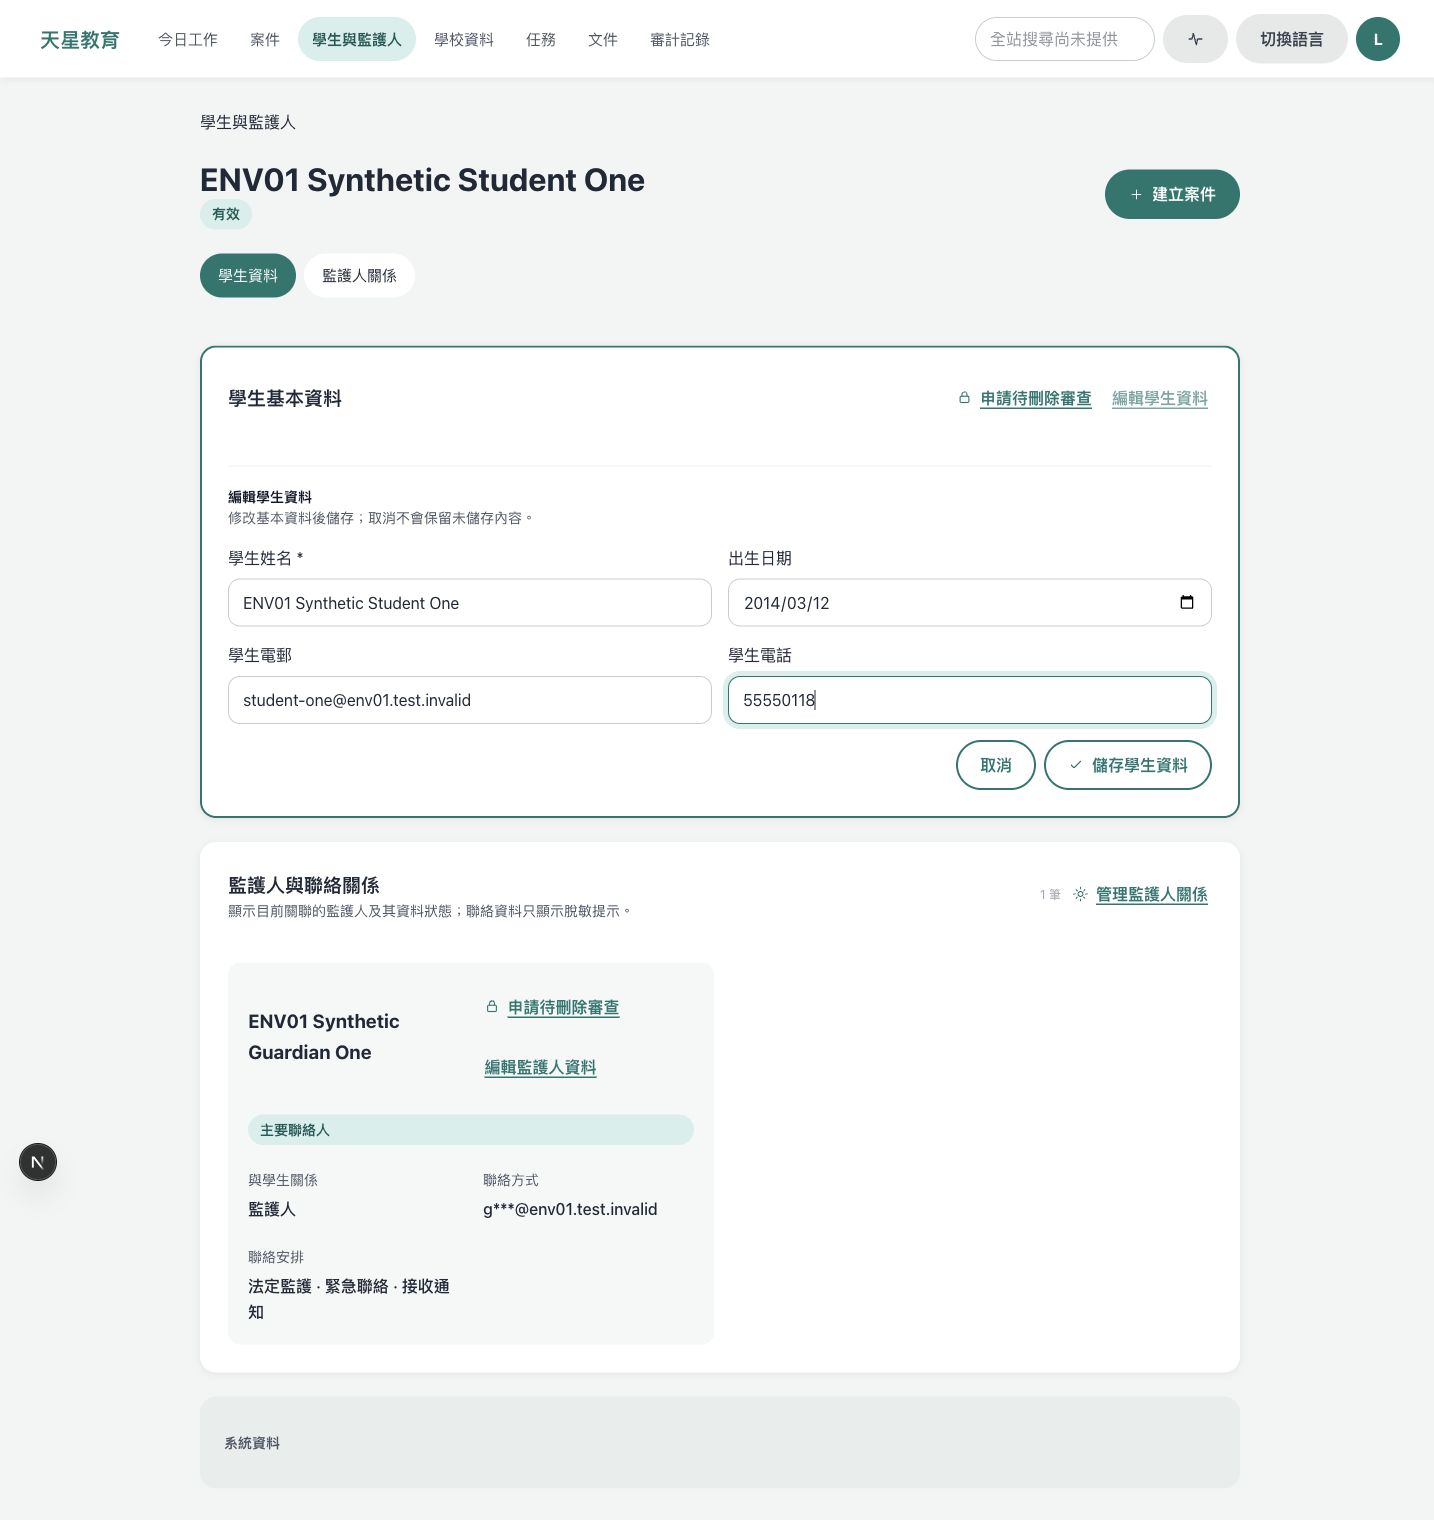 天星教育
今日工作
案件
學生與監護人
學校資料
任務
文件
審計記錄
全站搜尋尚未提供
切換語言
L
學生與監護人
ENV01 Synthetic Student One
有效
建立案件
學生資料
監護人關係
學生基本資料
申請待刪除審查
編輯學生資料
編輯學生資料
修改基本資料後儲存；取消不會保留未儲存內容。
學生姓名 *
出生日期
ENV01 Synthetic Student One
2014/03/12
學生電郵
學生電話
student-one@env01.test.invalid
55550118
取消
儲存學生資料
監護人與聯絡關係
顯示目前關聯的監護人及其資料狀態；聯絡資料只顯示脫敏提示。
1 筆
管理監護人關係
ENV01 Synthetic
Guardian One
申請待刪除審查
編輯監護人資料
主要聯絡人
與學生關係
聯絡方式
監護人
g***@env01.test.invalid
聯絡安排
法定監護 · 緊急聯絡 · 接收通
知
N
系統資料